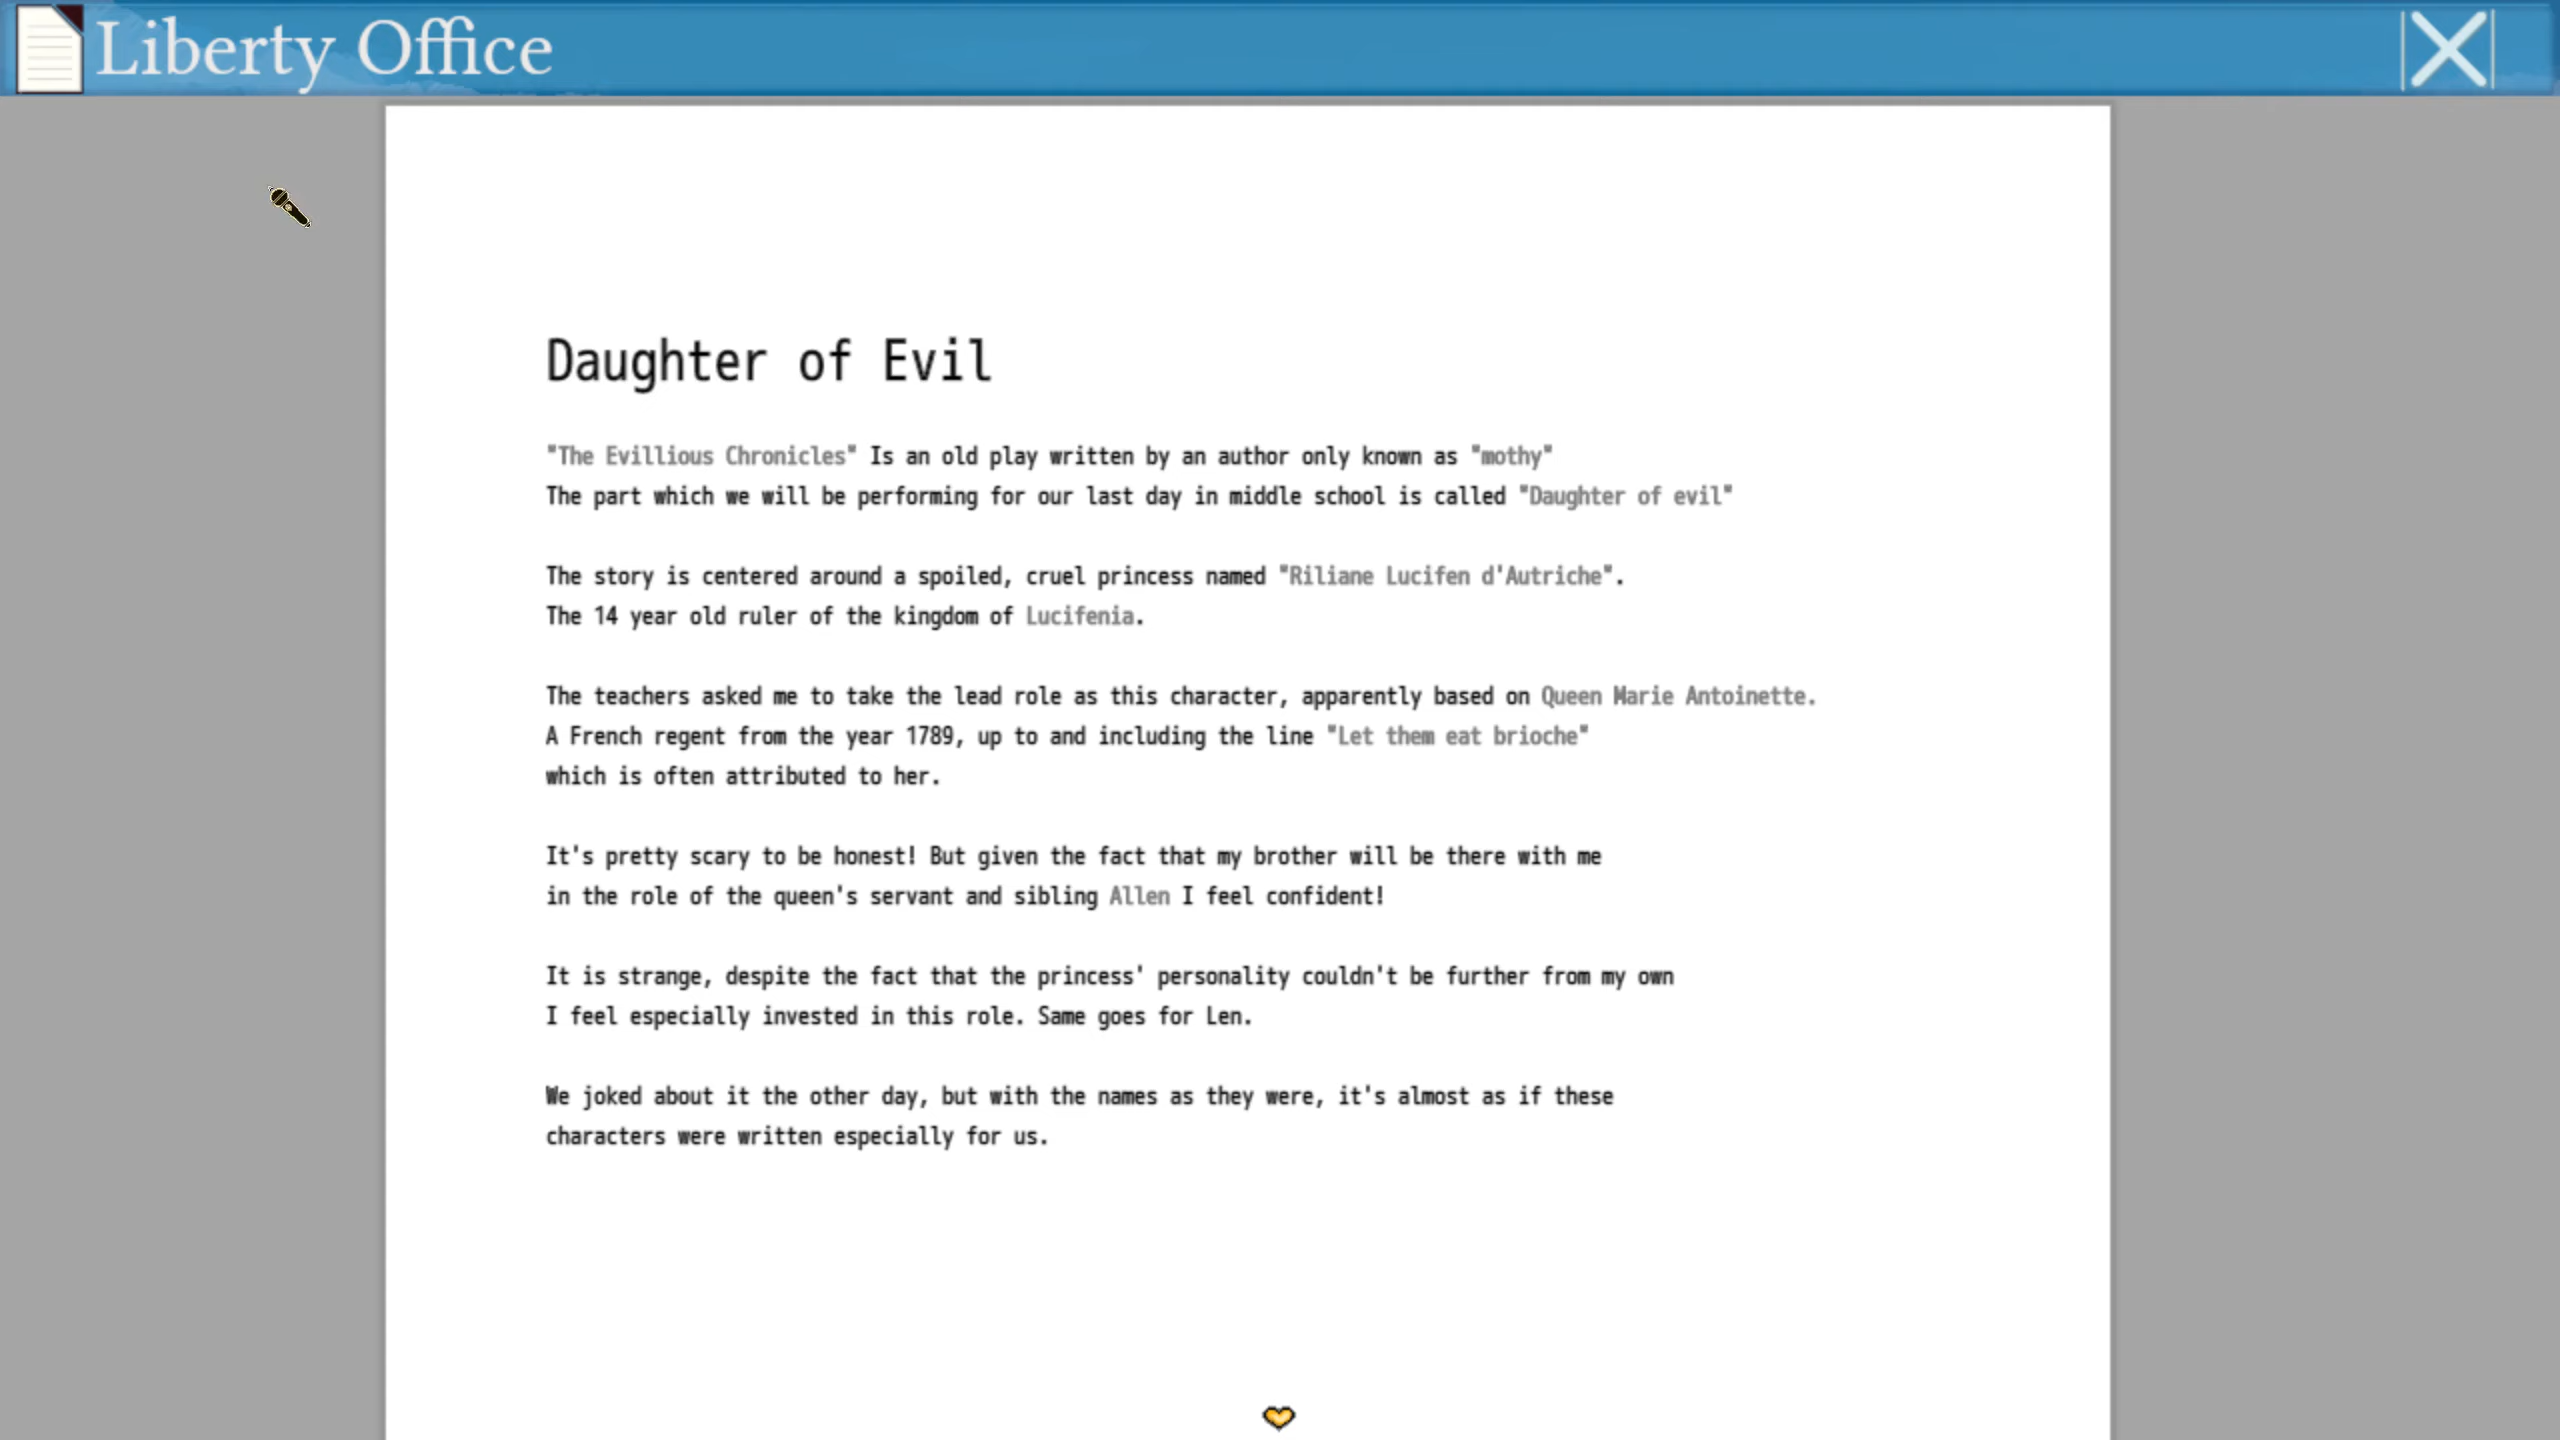 Liberty Office
Daughter of Evil
"The Evillious Chronicles" Is an old play written by an author only known as "mothy"
The part which we will be performing for our last day in middle school is called "Daughter of evil"
The story is centered around a spoiled, cruel princess named "Riliane Lucifen d'Autriche".
The 14 year old ruler of the kingdom of Lucifenia.
The teachers asked me to take the lead role as this character, apparently based on Queen Marie Antoinette.
A French regent from the year 1789, up to and including the line "Let them eat brioche"
which is often attributed to her.
It's pretty scary to be honest! But given the fact that my brother will be there with me
in the role of the queen's servant and sibling Allen I feel confident!
It is strange, despite the fact that the princess' personality couldn't be further from my own
I feel especially invested in this role. Same goes for Len.
We joked about it the other day, but with the names as they were, it's almost as if these
characters were written especially for us.